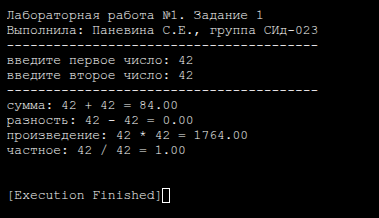 Лабораторная работа №1. Задание 1
Выполнила: Паневина С.Е., группа СИд-023
----------------------------------------
введите первое число: 42
введите второе число: 42
----------------------------------------
сумма: 42 + 42 = 84.00
разность: 42 - 42 = 0.00
произведение: 42 * 42 = 1764.00
частное: 42 / 42 = 1.00
[Execution Finished]